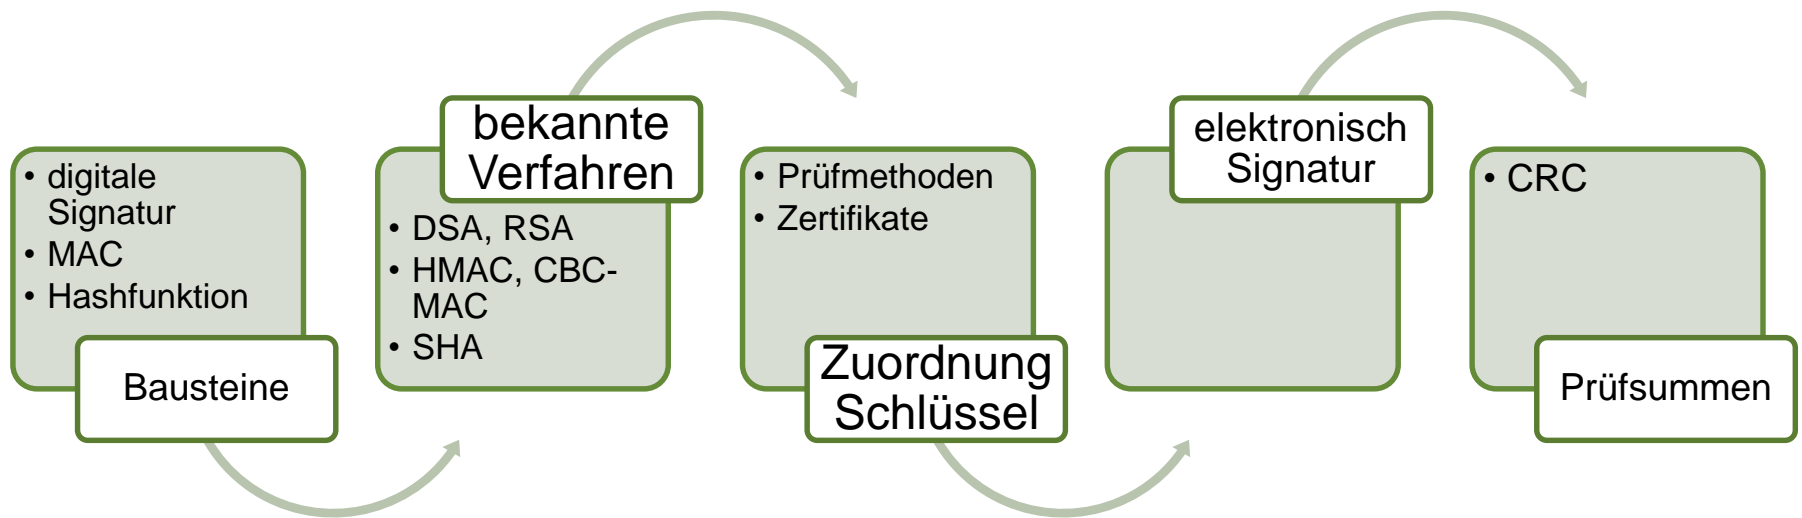 • digitale
Signatur
• MAC
• Hashfunktion
Bausteine
bekannte
Verfahren
• DSA, RSA
• HMAC, CBC-
MAC
• SHA
• Prüfmethoden
• Zertifikate
Zuordnung
Schlüssel
elektronisch
Signatur
• CRC
Prüfsummen